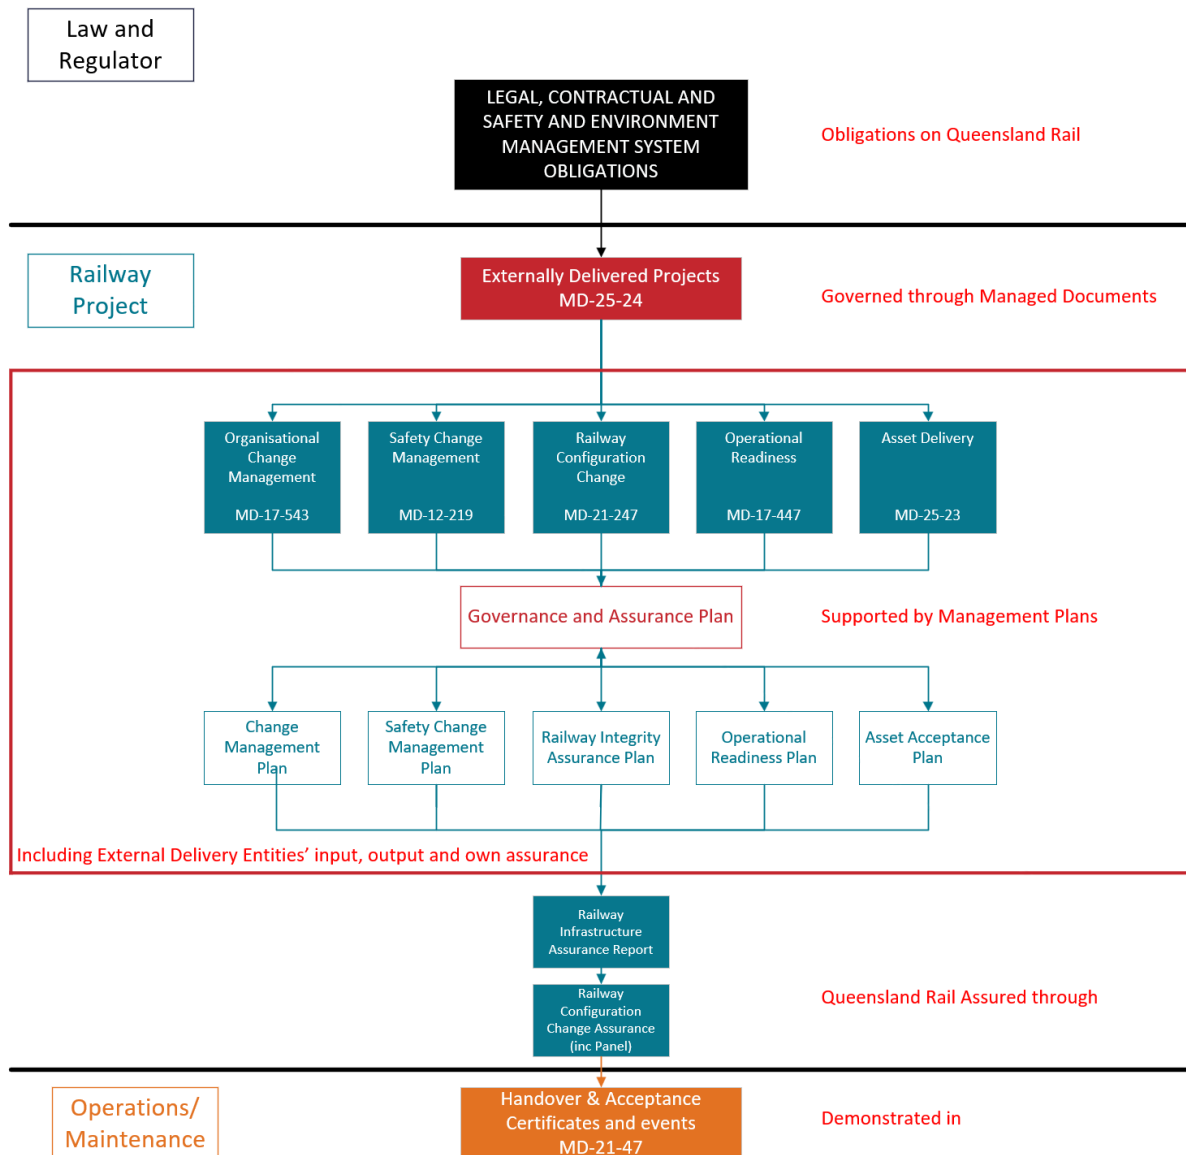 Law and
Regulator
LEGAL, CONTRACTUAL AND
SAFETY AND ENVIRONMENT
MANAGEMENT SYSTEM
OBLIGATIONS
Obligations on Queensland Rail
Railway
Project
Externally Delivered Projects
MD-25-24
Governed through Managed Documents
Organisational
Change
Management
MD-17-543
Safety Change
Management
MD-12-219
Railway
Configuration
Change
MD-21-247
Operational
Readiness
MD-17-447
Asset Delivery
MD-25-23
Governance and Assurance Plan
Supported by Management Plans
Change
Management
Plan
Safety Change
Management
Plan
Railway Integrity
Assurance Plan
Operational
Readiness Plan
Asset Acceptance
Plan
Including External Delivery Entities’ input, output and own assurance
Railway
Infrastructure
Assurance Report
Railway
Configuration
Change Assurance
(inc Panel)
Queensland Rail Assured through
Operations/
Maintenance
Handover & Acceptance
Certificates and events
MD-21-47
Demonstrated in